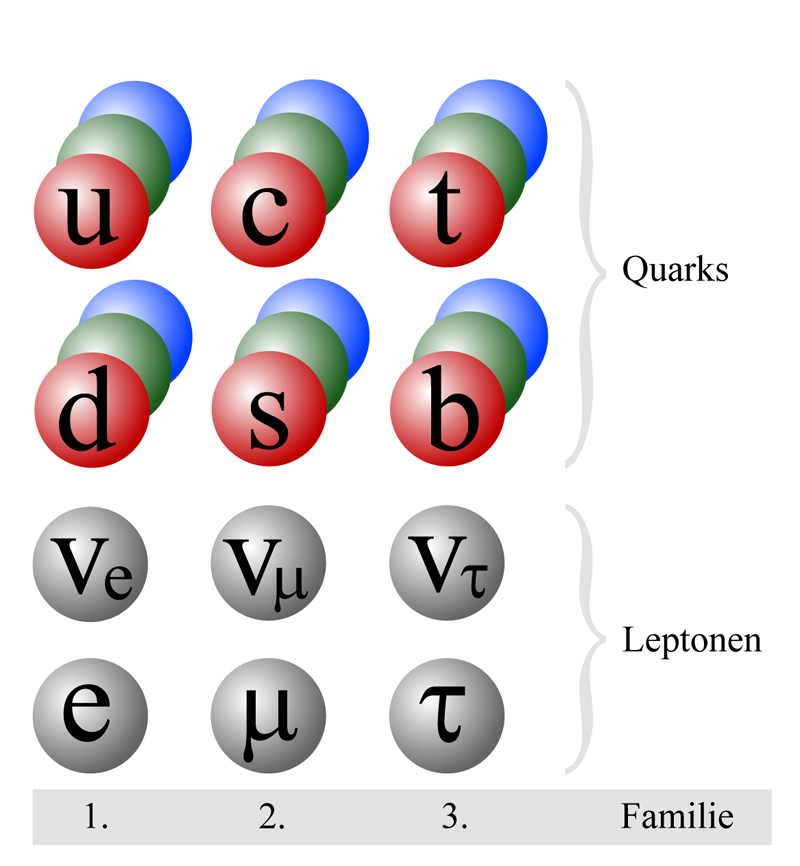 u c t
Quarks
d s b
νe νμ ντ
Leptonen
e μ τ
1. 2. 3. Familie